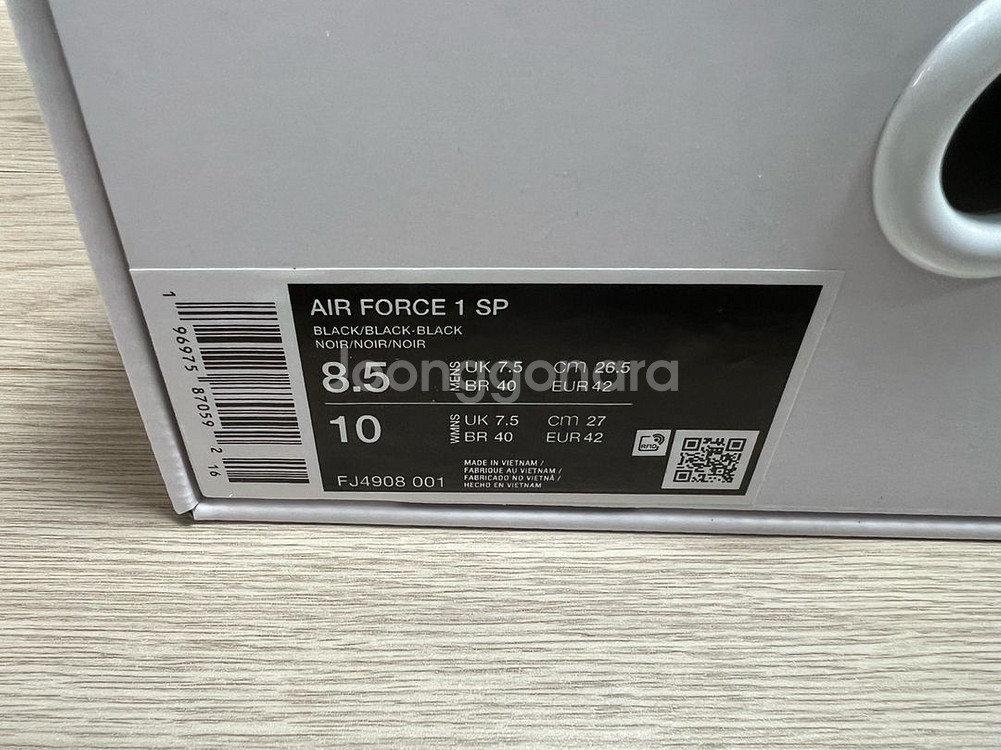 AIR FORCE 1 SP
BLACK/BLACK-BLACK
NOIR/NOIR/NOIR
8.5 MENS UK 7.5 cm 26.5
BR 40 EUR 42
Joonggonara
10 WMNS UK 7.5 cm 27
BR 40 EUR 42
RFID
FJ4908 001
MADE IN VIETNAM /
FABRIQUE AU VIETNAM /
FABRICADO NO VIETNÃ /
HECHO EN VIETNAM
1 96975 87059 2 16